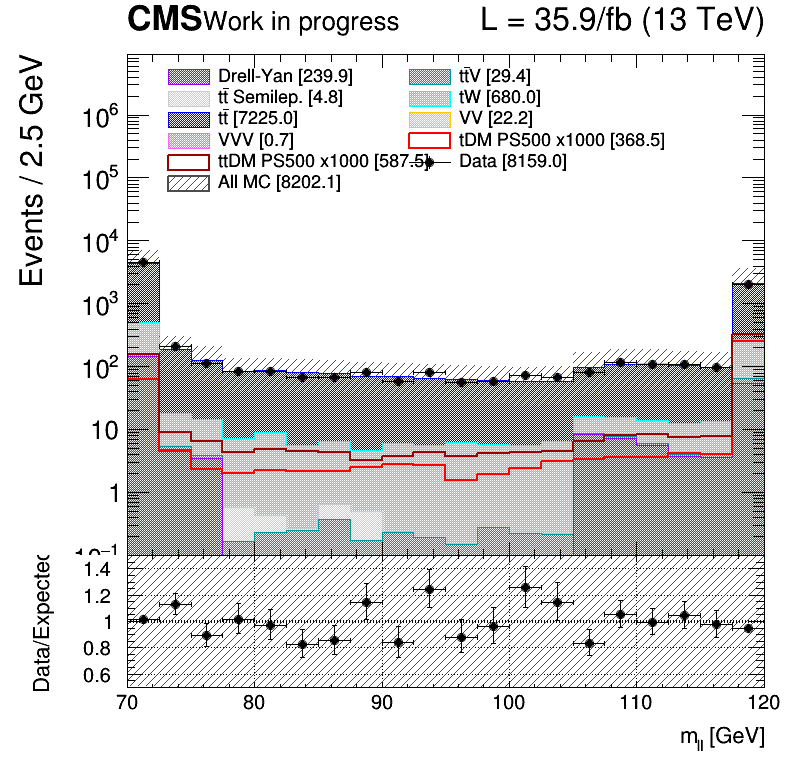 CMS Work in progress L = 35.9/fb (13 TeV)
Events / 2.5 GeV
Drell-Yan [239.9]
tt̄ Semilep. [4.8]
tt̄ [7225.0]
VVV [0.7]
ttDM PS500 x1000 [587.5]
All MC [8202.1]
tt̄V [29.4]
tW [680.0]
VV [22.2]
tDM PS500 x1000 [368.5]
Data [8159.0]
10⁶
10⁵
10⁴
10³
10²
10
1
10⁻¹
Data/Expected
1.4
1.2
1
0.8
0.6
70 80 90 100 110 120
m_ll [GeV]